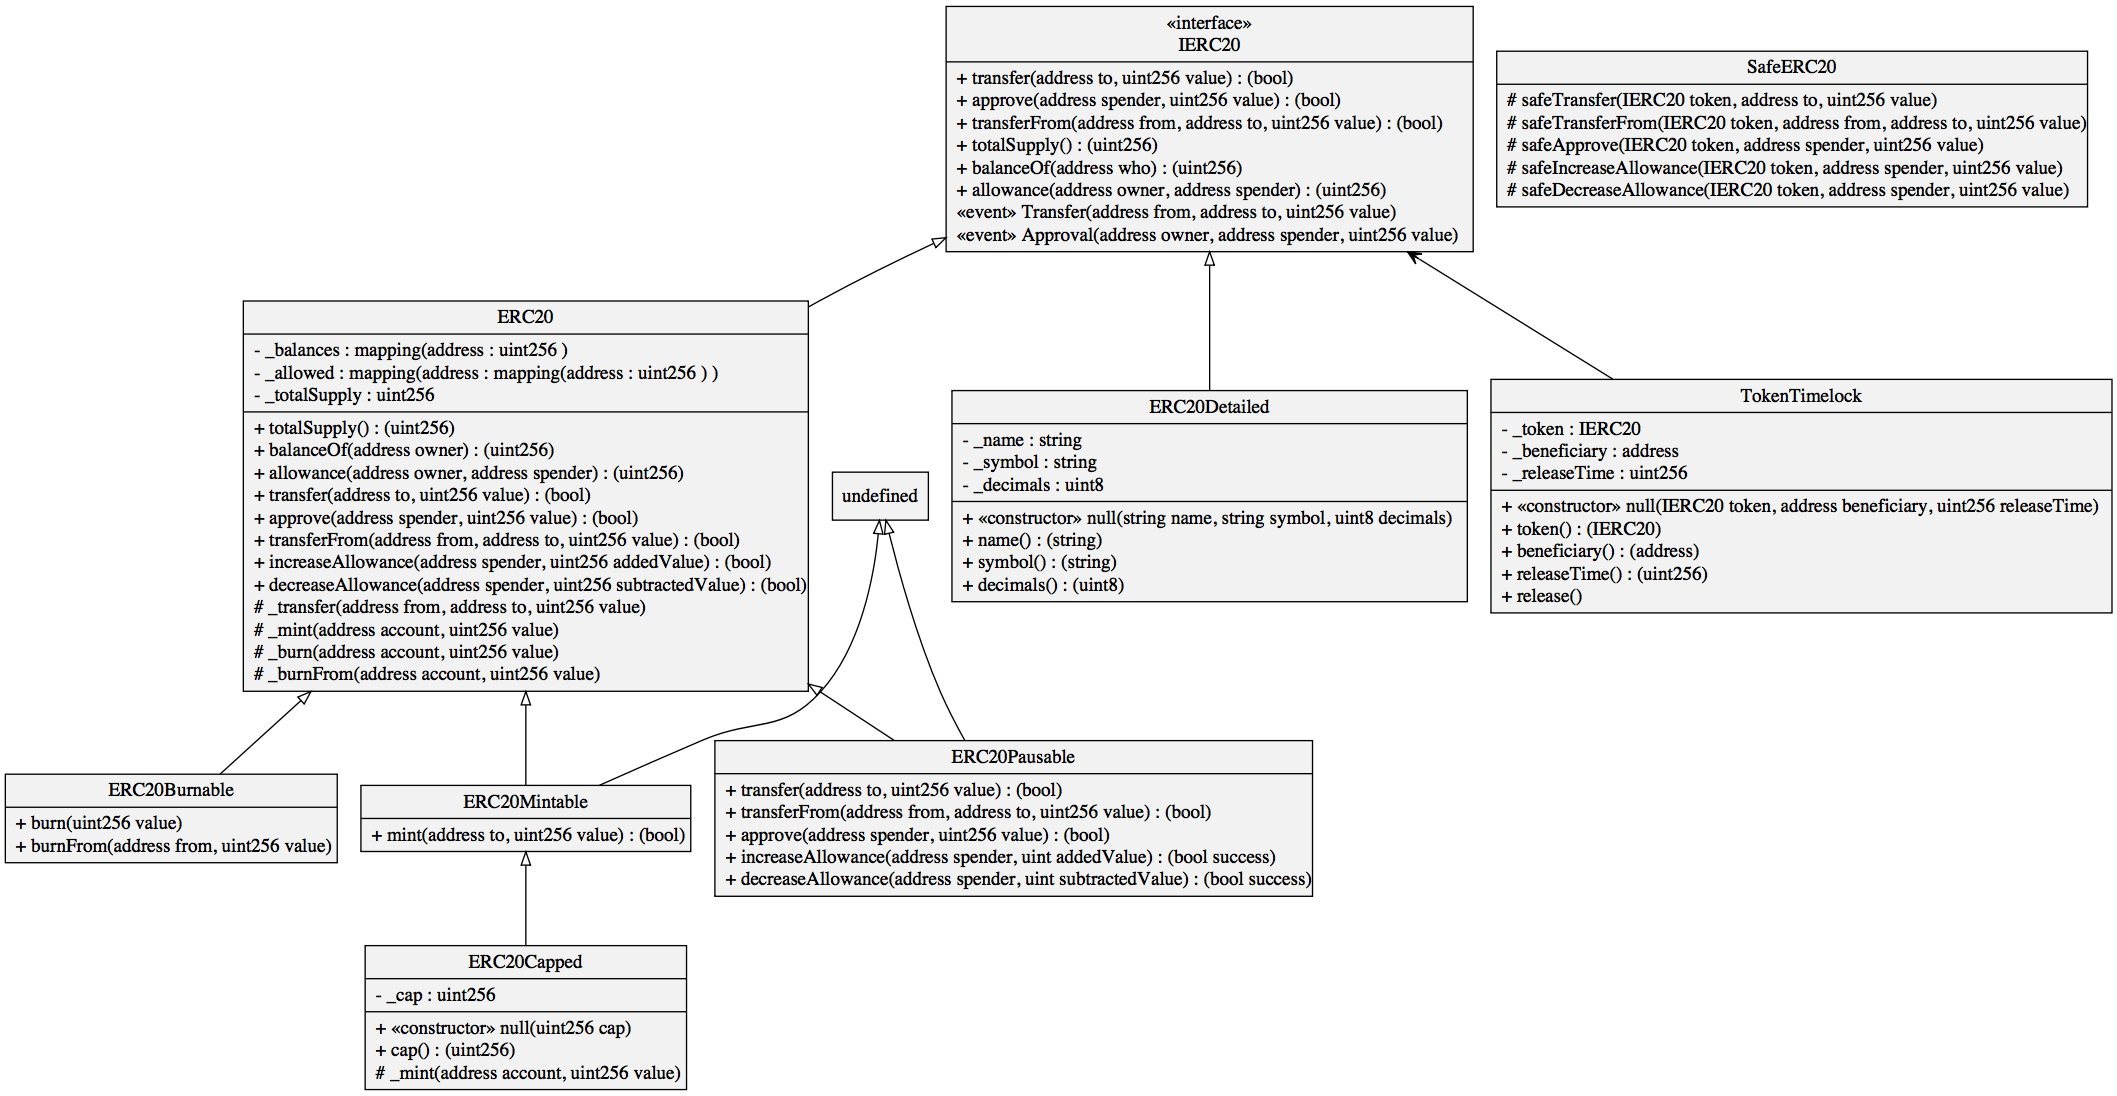 «interface»
IERC20
+ transfer(address to, uint256 value) : (bool)
+ approve(address spender, uint256 value) : (bool)
+ transferFrom(address from, address to, uint256 value) : (bool)
+ totalSupply() : (uint256)
+ balanceOf(address who) : (uint256)
+ allowance(address owner, address spender) : (uint256)
«event» Transfer(address from, address to, uint256 value)
«event» Approval(address owner, address spender, uint256 value)
SafeERC20
# safeTransfer(IERC20 token, address to, uint256 value)
# safeTransferFrom(IERC20 token, address from, address to, uint256 value)
# safeApprove(IERC20 token, address spender, uint256 value)
# safeIncreaseAllowance(IERC20 token, address spender, uint256 value)
# safeDecreaseAllowance(IERC20 token, address spender, uint256 value)
ERC20
- _balances : mapping(address : uint256 )
- _allowed : mapping(address : mapping(address : uint256 ) )
- _totalSupply : uint256
+ totalSupply() : (uint256)
+ balanceOf(address owner) : (uint256)
+ allowance(address owner, address spender) : (uint256)
+ transfer(address to, uint256 value) : (bool)
+ approve(address spender, uint256 value) : (bool)
+ transferFrom(address from, address to, uint256 value) : (bool)
+ increaseAllowance(address spender, uint256 addedValue) : (bool)
+ decreaseAllowance(address spender, uint256 subtractedValue) : (bool)
# _transfer(address from, address to, uint256 value)
# _mint(address account, uint256 value)
# _burn(address account, uint256 value)
# _burnFrom(address account, uint256 value)
undefined
ERC20Detailed
- _name : string
- _symbol : string
- _decimals : uint8
+ «constructor» null(string name, string symbol, uint8 decimals)
+ name() : (string)
+ symbol() : (string)
+ decimals() : (uint8)
TokenTimelock
- _token : IERC20
- _beneficiary : address
- _releaseTime : uint256
+ «constructor» null(IERC20 token, address beneficiary, uint256 releaseTime)
+ token() : (IERC20)
+ beneficiary() : (address)
+ releaseTime() : (uint256)
+ release()
ERC20Burnable
+ burn(uint256 value)
+ burnFrom(address from, uint256 value)
ERC20Mintable
+ mint(address to, uint256 value) : (bool)
ERC20Pausable
+ transfer(address to, uint256 value) : (bool)
+ transferFrom(address from, address to, uint256 value) : (bool)
+ approve(address spender, uint256 value) : (bool)
+ increaseAllowance(address spender, uint addedValue) : (bool success)
+ decreaseAllowance(address spender, uint subtractedValue) : (bool success)
ERC20Capped
- _cap : uint256
+ «constructor» null(uint256 cap)
+ cap() : (uint256)
# _mint(address account, uint256 value)